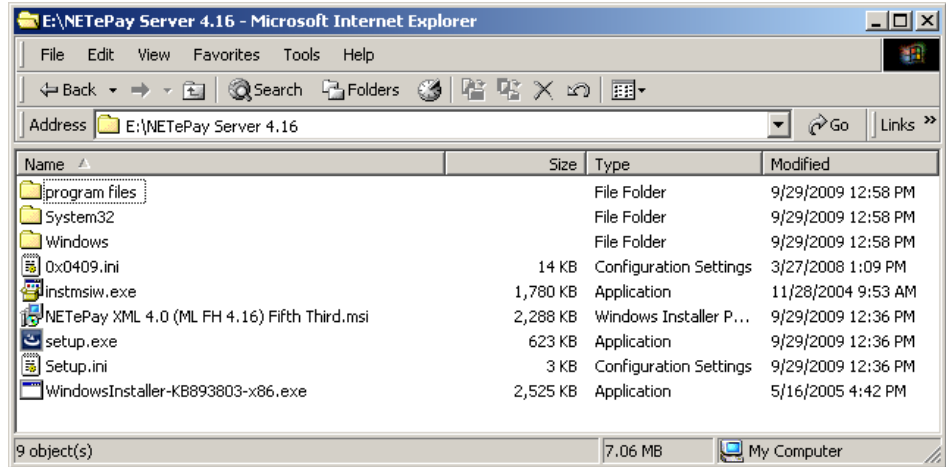 E:\NETePay Server 4.16 - Microsoft Internet Explorer
File Edit View Favorites Tools Help
Back Search Folders
Address E:\NETePay Server 4.16 Go Links »
Name Size Type Modified
program files File Folder 9/29/2009 12:58 PM
System32 File Folder 9/29/2009 12:58 PM
Windows File Folder 9/29/2009 12:58 PM
0x0409.ini 14 KB Configuration Settings 3/27/2008 1:09 PM
instmsiw.exe 1,780 KB Application 11/28/2004 9:53 AM
NETePay XML 4.0 (ML FH 4.16) Fifth Third.msi 2,288 KB Windows Installer P... 9/29/2009 12:36 PM
setup.exe 623 KB Application 9/29/2009 12:36 PM
Setup.ini 3 KB Configuration Settings 9/29/2009 12:36 PM
WindowsInstaller-KB893803-x86.exe 2,525 KB Application 5/16/2005 4:42 PM
9 object(s) 7.06 MB My Computer